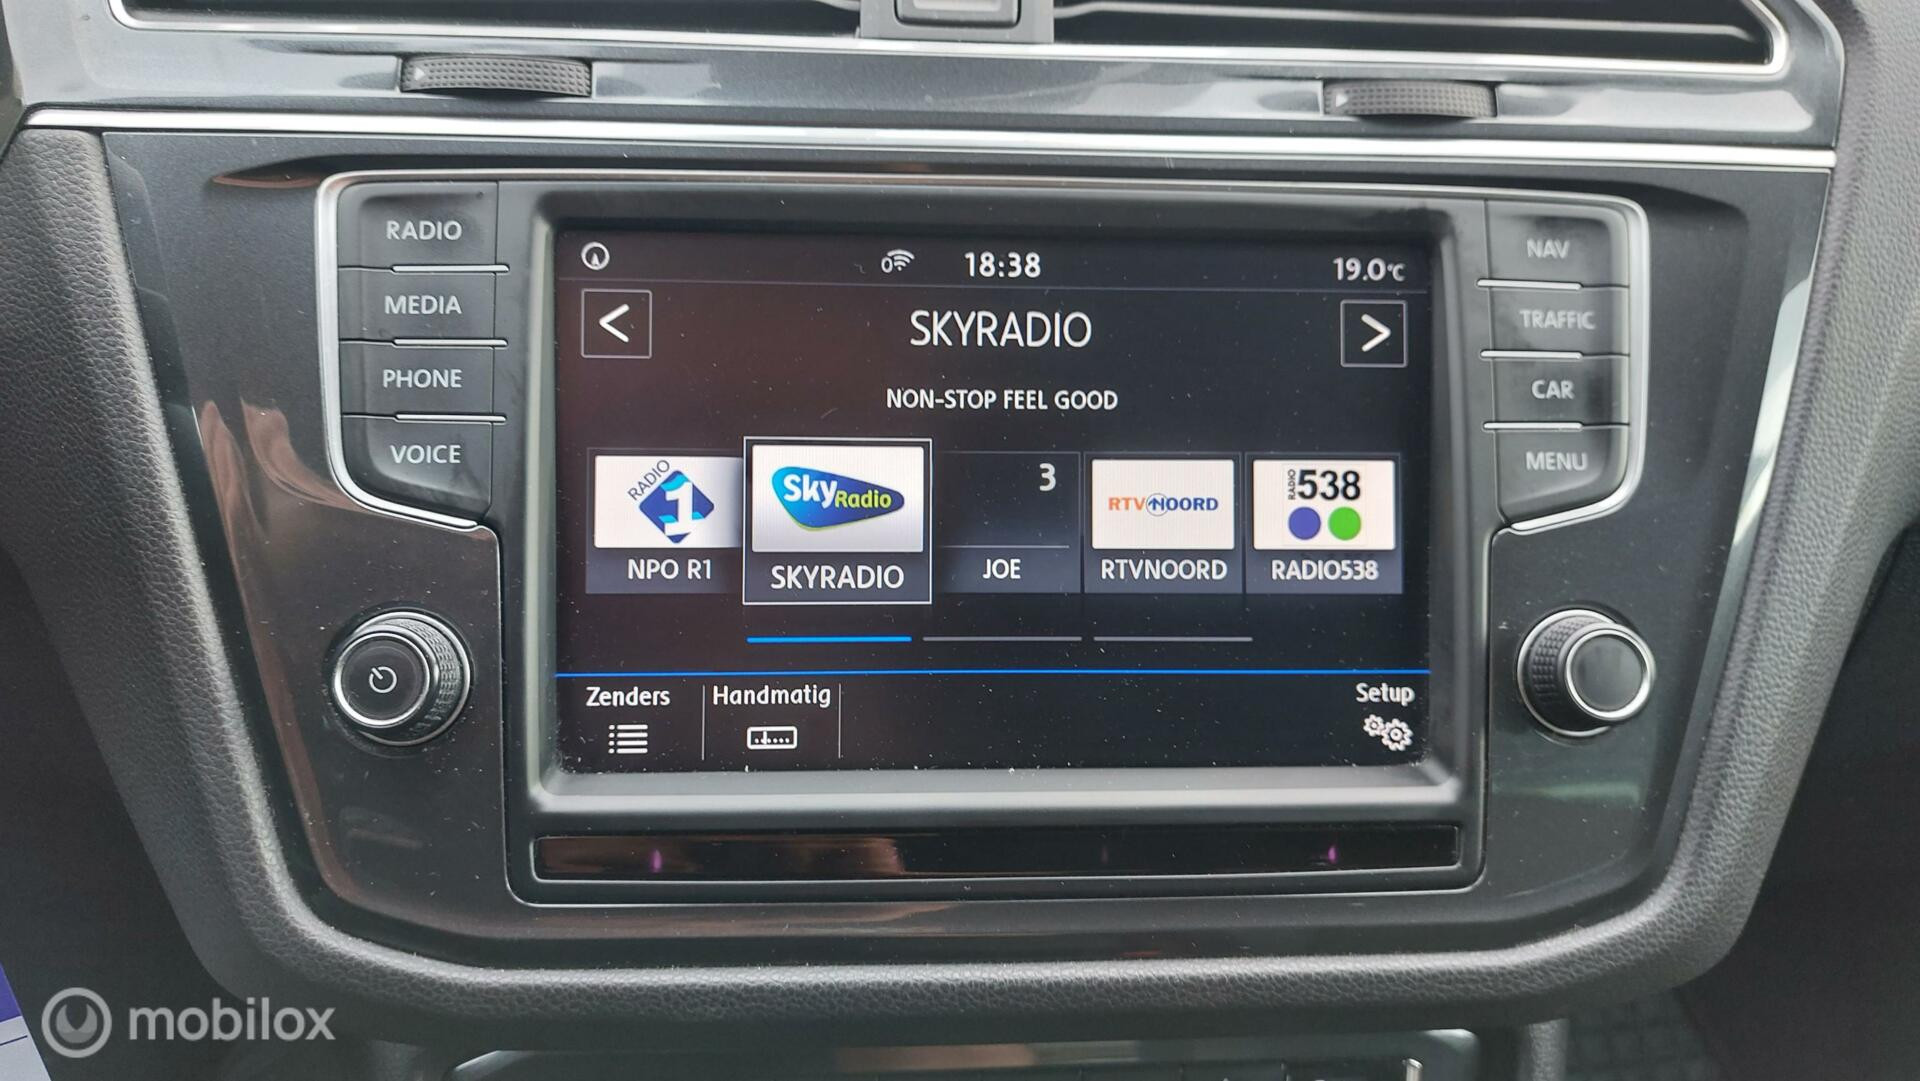 RADIO
MEDIA
PHONE
VOICE
NAV
TRAFFIC
CAR
MENU
0
18:38
19.0°C
<
SKYRADIO
>
NON-STOP FEEL GOOD
RADIO
1
NPO R1
Sky Radio
SKYRADIO
3
JOE
RTV NOORD
RTVNOORD
RADIO 538
RADIO538
Zenders
Handmatig
Setup
mobilox